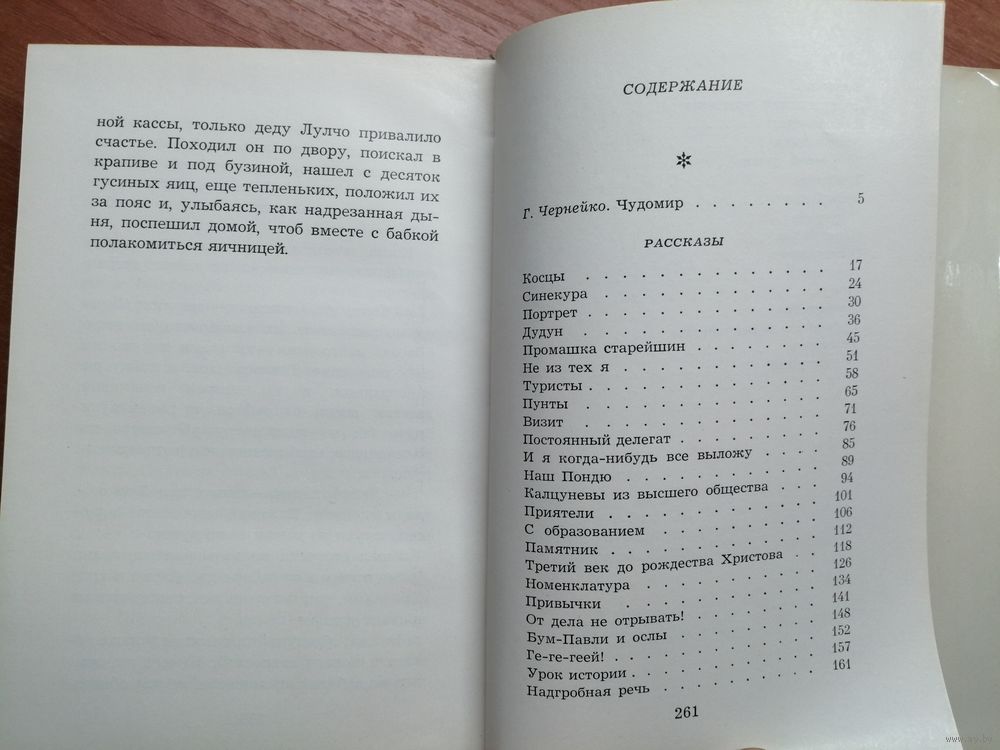 ной кассы, только деду Лулчо привалило
счастье. Походил он по двору, поискал в
крапиве и под бузиной, нашел с десяток
гусиных яиц, еще тепленьких, положил их
за пояс и, улыбаясь, как надрезанная ды-
ня, поспешил домой, чтоб вместе с бабкой
полакомиться яичницей.
СОДЕРЖАНИЕ
Г. Чернейко. Чудомир . . . . . . . . 5
РАССКАЗЫ
Косцы . . . . . . . . . . . . . 17
Синекура . . . . . . . . . . . . 24
Портрет . . . . . . . . . . . . . 30
Дудун . . . . . . . . . . . . . 36
Промашка старейшин . . . . . . . 45
Не из тех я . . . . . . . . . . . 51
Туристы . . . . . . . . . . . . . 58
Пунты . . . . . . . . . . . . . 65
Визит . . . . . . . . . . . . . 71
Постоянный делегат . . . . . . . . 76
И я когда-нибудь все выложу . . . . 85
Наш Пондю . . . . . . . . . . . 89
Калцуневы из высшего общества . . . 94
Приятели . . . . . . . . . . . . 101
С образованием . . . . . . . . . 106
Памятник . . . . . . . . . . . . 112
Третий век до рождества Христова . . 118
Номенклатура . . . . . . . . . . 126
Привычки . . . . . . . . . . . 134
От дела не отрывать! . . . . . . . 141
Бум-Павли и ослы . . . . . . . . 148
Ге-ге-геей! . . . . . . . . . . . . 152
Урок истории . . . . . . . . . . . 157
Надгробная речь . . . . . . . . . 161
261
www.ay.by